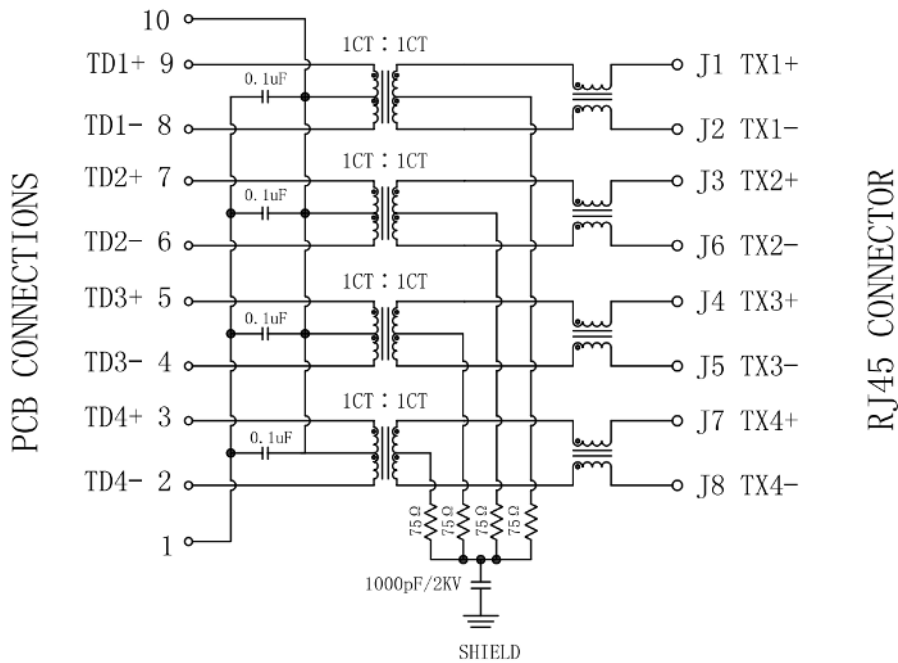 10
1CT：1CT
TD1+ 9
J1 TX1+
0.1uF
TD1- 8
J2 TX1-
1CT：1CT
TD2+ 7
J3 TX2+
0.1uF
TD2- 6
J6 TX2-
1CT：1CT
TD3+ 5
J4 TX3+
0.1uF
TD3- 4
J5 TX3-
1CT：1CT
TD4+ 3
J7 TX4+
0.1uF
TD4- 2
J8 TX4-
1
75Ω
75Ω
75Ω
75Ω
1000pF/2KV
SHIELD
PCB CONNECTIONS
RJ45 CONNECTOR